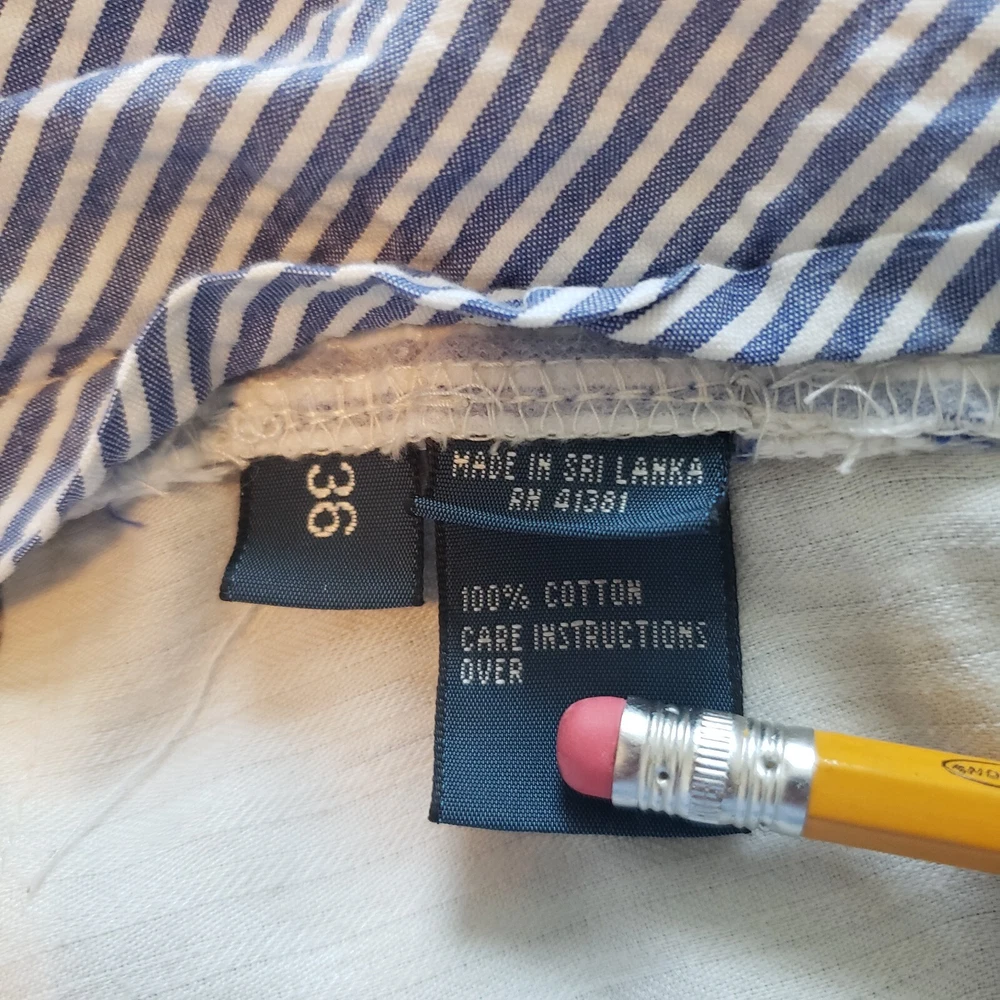 36
MADE IN SRI LANKA
RN 41381
100% COTTON
CARE INSTRUCTIONS
OVER